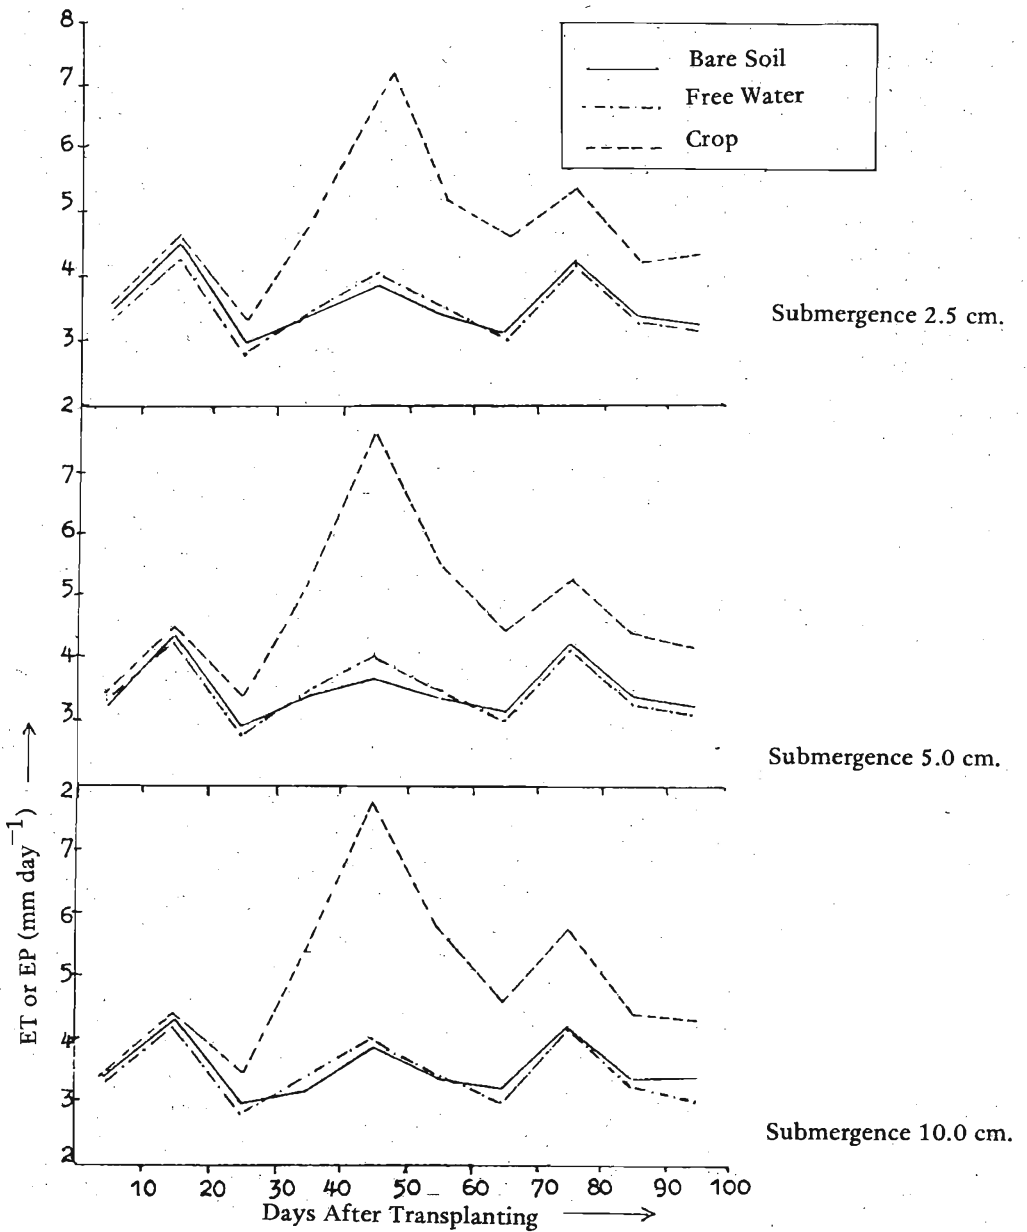 8
7
6
5
4
3
2
Bare Soil
Free Water
Crop
Submergence 2.5 cm.
7
6
5
4
3
2
Submergence 5.0 cm.
7
6
5
4
3
2
Submergence 10.0 cm.
ET or EP (mm day⁻¹)
10 20 30 40 50 60 70 80 90 100
Days After Transplanting